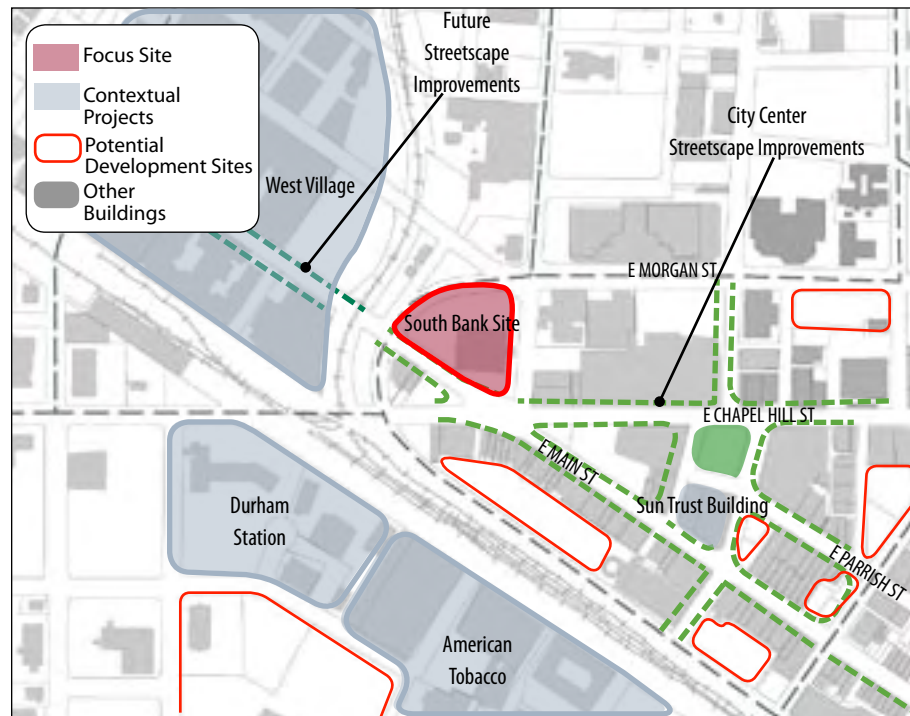 Focus Site
Contextual
Projects
Potential
Development Sites
Other
Buildings
Future
Streetscape
Improvements
City Center
Streetscape Improvements
West Village
E MORGAN ST
South Bank Site
E CHAPEL HILL ST
E MAIN ST
Sun Trust Building
Durham
Station
E PARRISH ST
American
Tobacco